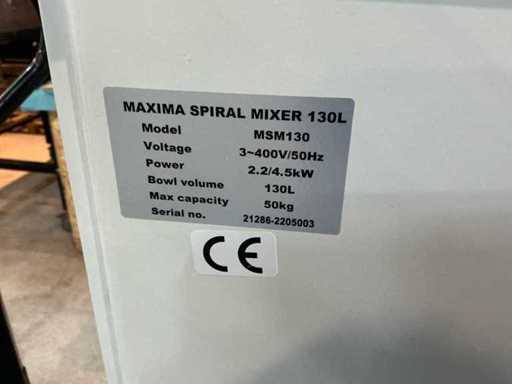 MAXIMA SPIRAL MIXER 130L
Model MSM130
Voltage 3~400V/50Hz
Power 2.2/4.5kW
Bowl volume 130L
Max capacity 50kg
Serial no. 21286-2205003
CE